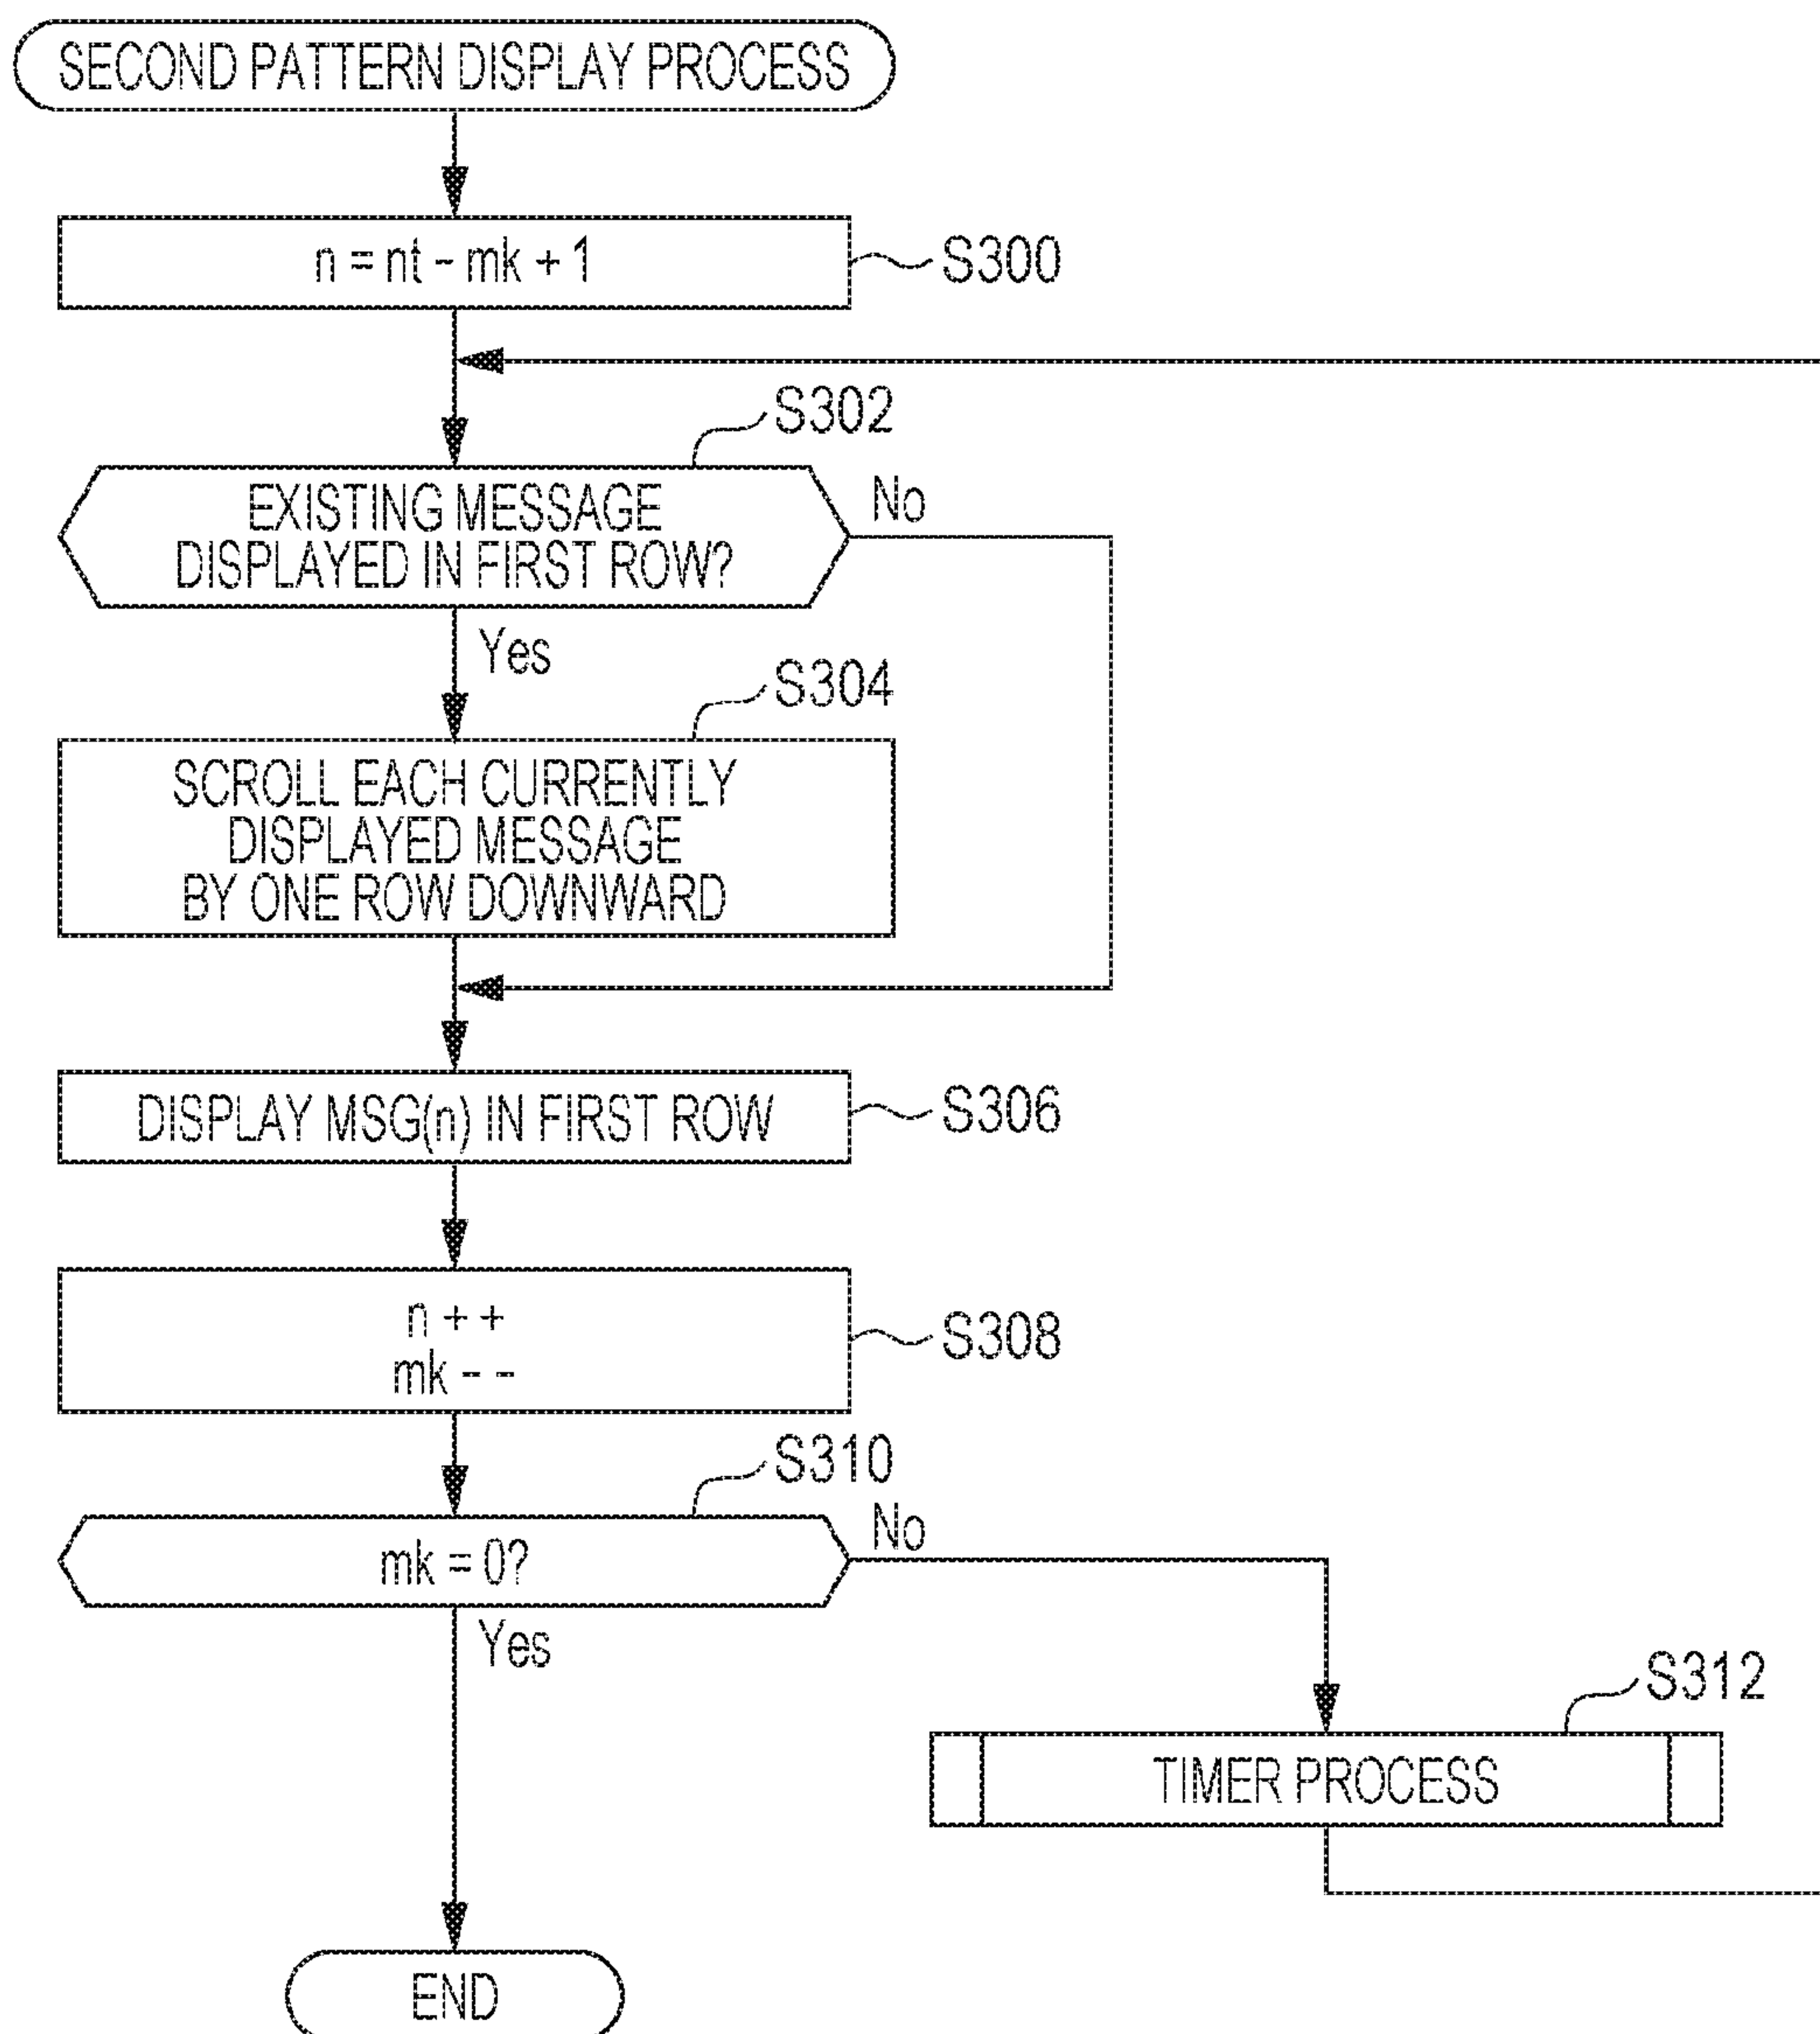 SECOND PATTERN DISPLAY PROCESS
n = nt - mk + 1
S300
S302
EXISTING MESSAGE
DISPLAYED IN FIRST ROW?
No
Yes
S304
SCROLL EACH CURRENTLY
DISPLAYED MESSAGE
BY ONE ROW DOWNWARD
DISPLAY MSG(n) IN FIRST ROW
S306
n + +
mk - -
S308
S310
mk = 0?
No
Yes
S312
TIMER PROCESS
END